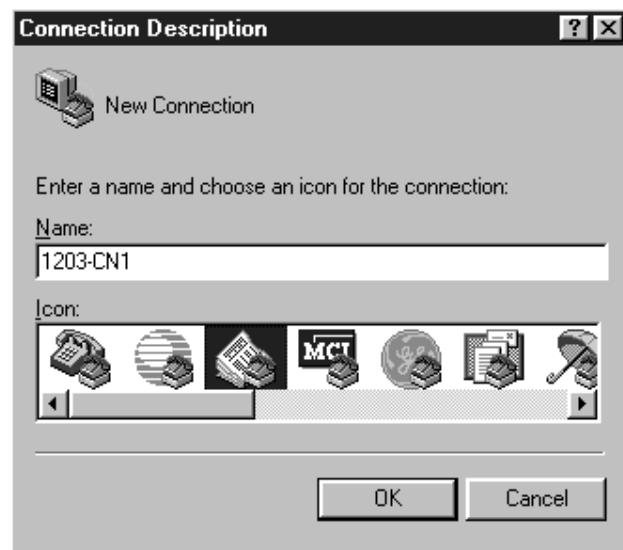 Connection Description
New Connection
Enter a name and choose an icon for the connection:
Name:
1203-CN1
Icon:
MCI
OK
Cancel